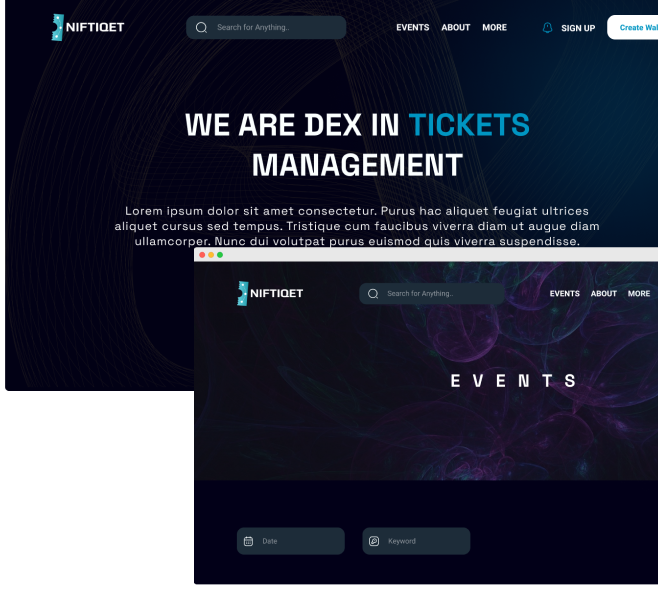 NIFTIQET
Search for Anything..
EVENTS ABOUT MORE
SIGN UP
Create Wal
WE ARE DEX IN TICKETS
MANAGEMENT
Lorem ipsum dolor sit amet consectetur. Purus hac aliquet feugiat ultrices
aliquet cursus sed tempus. Tristique cum faucibus viverra diam ut augue diam
ullamcorper. Nunc dui volutpat purus euismod quis viverra suspendisse.
NIFTIQET
Search for Anything..
EVENTS ABOUT MORE
EVENTS
Date
Keyword